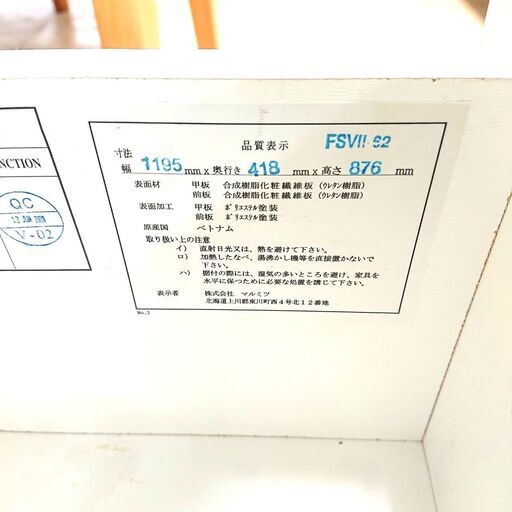 NCTION
QC
V-02
品質表示
寸法
幅 1195 mm x 奥行き 418 mm x 高さ 876 mm
表面材 甲板 合成樹脂化粧繊維板 (ウレタン樹脂)
前板 合成樹脂化粧繊維板 (ウレタン樹脂)
表面加工 甲板 ポリエステル塗装
前板 ポリエステル塗装
原産国 ベトナム
取り扱い上の注意
イ) 直射日光又は、熱を避けて下さい。
ロ) 加熱したなべ、湯沸かし機等を直接置かないで
下さい。
ハ) 据付の際には、湿気の多いところを避け、家具を
水平に保つために必要な処置を講じて下さい。
表示者 株式会社 マルミツ
北海道上川郡東川町西4号北12番地
No.2